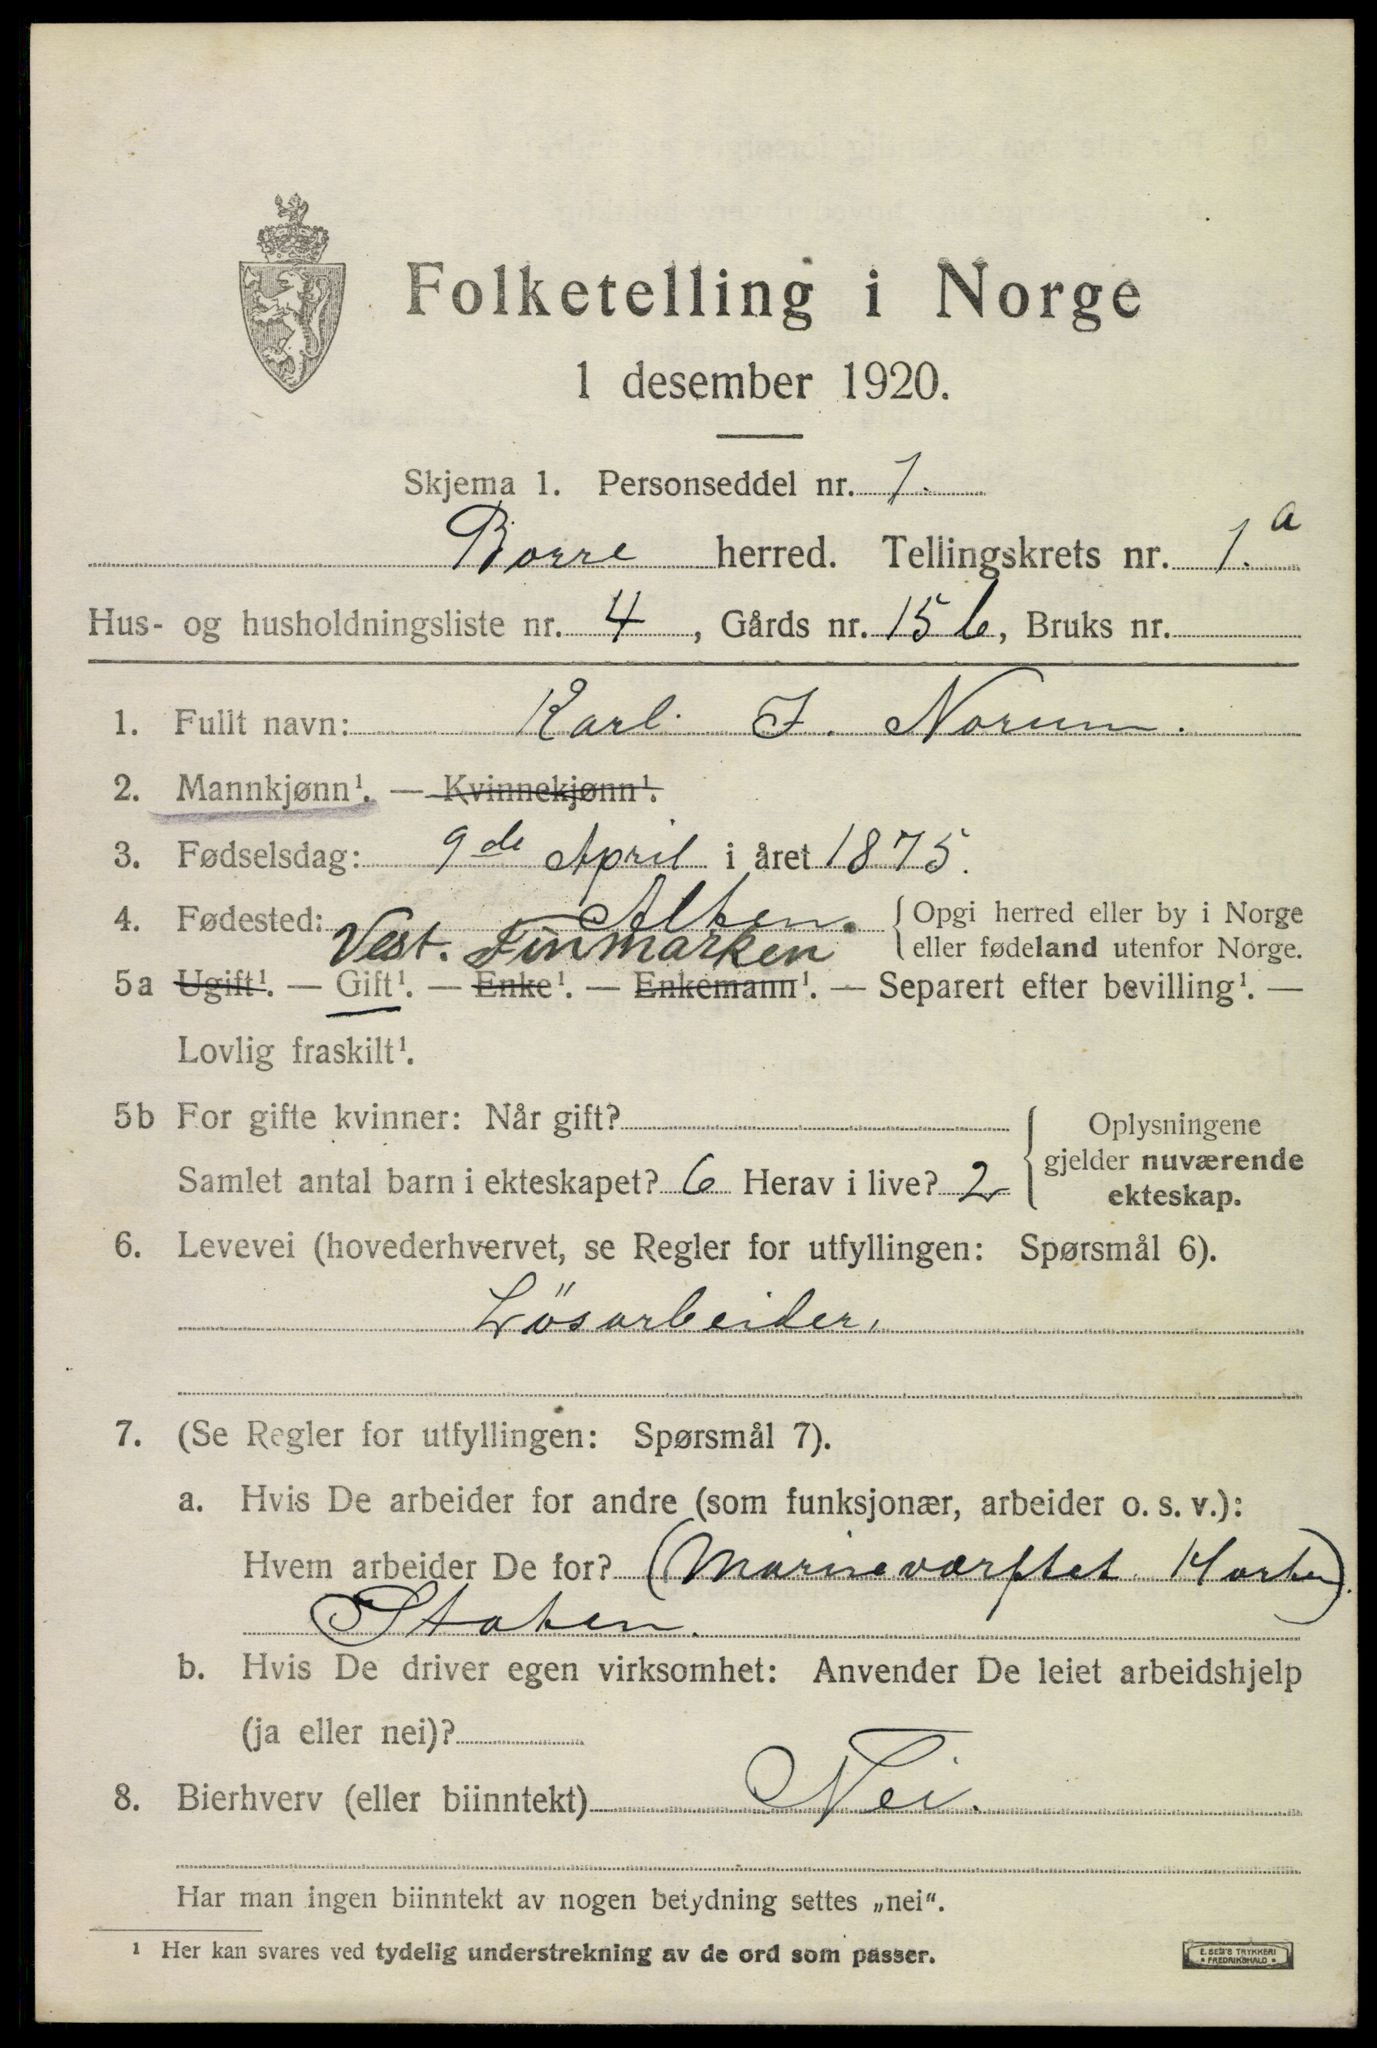 Folketelling i Norge
1 desember 1920.
Skjema 1. Personseddel nr. 1.
Borre herred. Tellingskrets nr. 1.a
Hus- og husholdningsliste nr. 4, Gårds nr. 15 b, Bruks nr.
1. Fullt navn: Karl J. Norum.
2. Mannkjønn¹. — Kvinnekjønn¹.
3. Fødselsdag: 9de April i året 1875.
4. Fødested: Alten. Opgi herred eller by i Norge
Vest. Finmarken eller fødeland utenfor Norge.
5a Ugift¹. — Gift¹. — Enke¹. — Enkemann¹. — Separert efter bevilling¹. —
Lovlig fraskilt¹.
5b For gifte kvinner: Når gift? Oplysningene
gjelder nuværende
Samlet antal barn i ekteskapet? 6 Herav i live? 2 ekteskap.
6. Levevei (hovederhvervet, se Regler for utfyllingen: Spørsmål 6).
Lösarbeider.
7. (Se Regler for utfyllingen: Spørsmål 7).
a. Hvis De arbeider for andre (som funksjonær, arbeider o. s. v.):
Hvem arbeider De for? (Marineværftet Horten).
Staten.
b. Hvis De driver egen virksomhet: Anvender De leiet arbeidshjelp
(ja eller nei)?
8. Bierhverv (eller biinntekt) Nei.
Har man ingen biinntekt av nogen betydning settes „nei“.
¹ Her kan svares ved tydelig understrekning av de ord som passer.
E. SEM'S TRYKKERI
FREDRIKSHALD